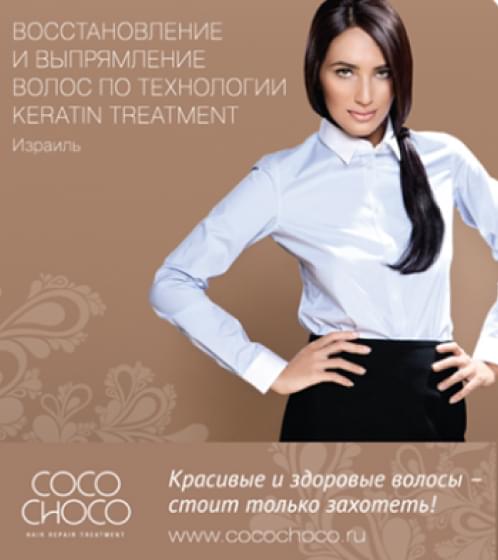 ВОССТАНОВЛЕНИЕ
И ВЫПРЯМЛЕНИЕ
ВОЛОС ПО ТЕХНОЛОГИИ
KERATIN TREATMENT
Израиль
COCO
CHOCO
HAIR REPAIR TREATMENT
Красивые и здоровые волосы –
стоит только захотеть!
www.cocochoco.ru